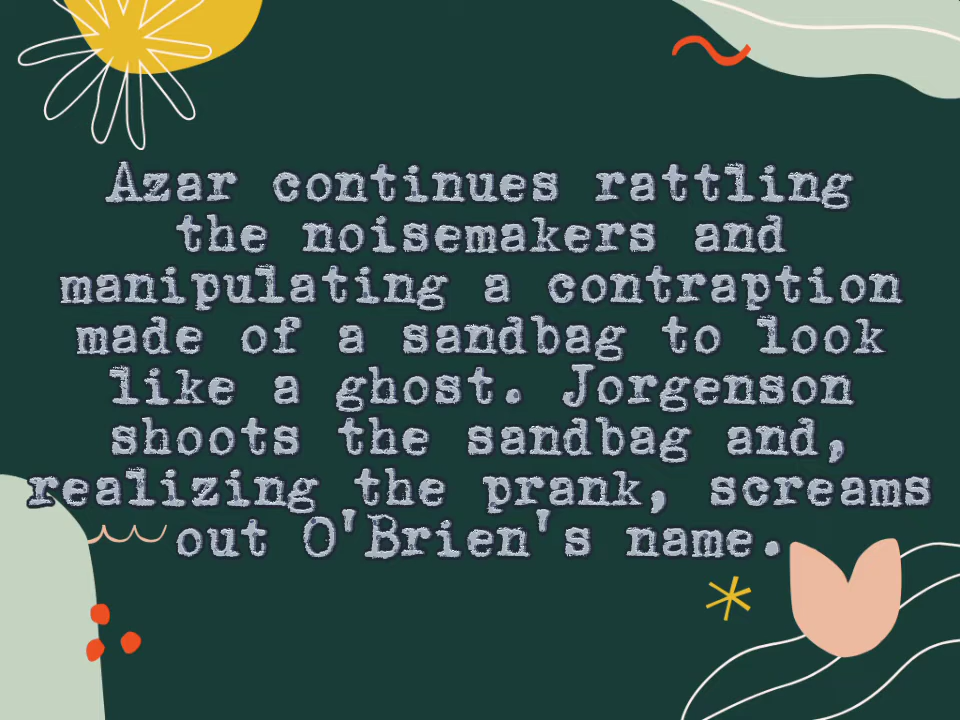 Azar continues rattling
the noisemakers and
manipulating a contraption
made of a sandbag to look
like a ghost. Jorgenson
shoots the sandbag and,
realizing the prank, screams
out O'Brien's name.